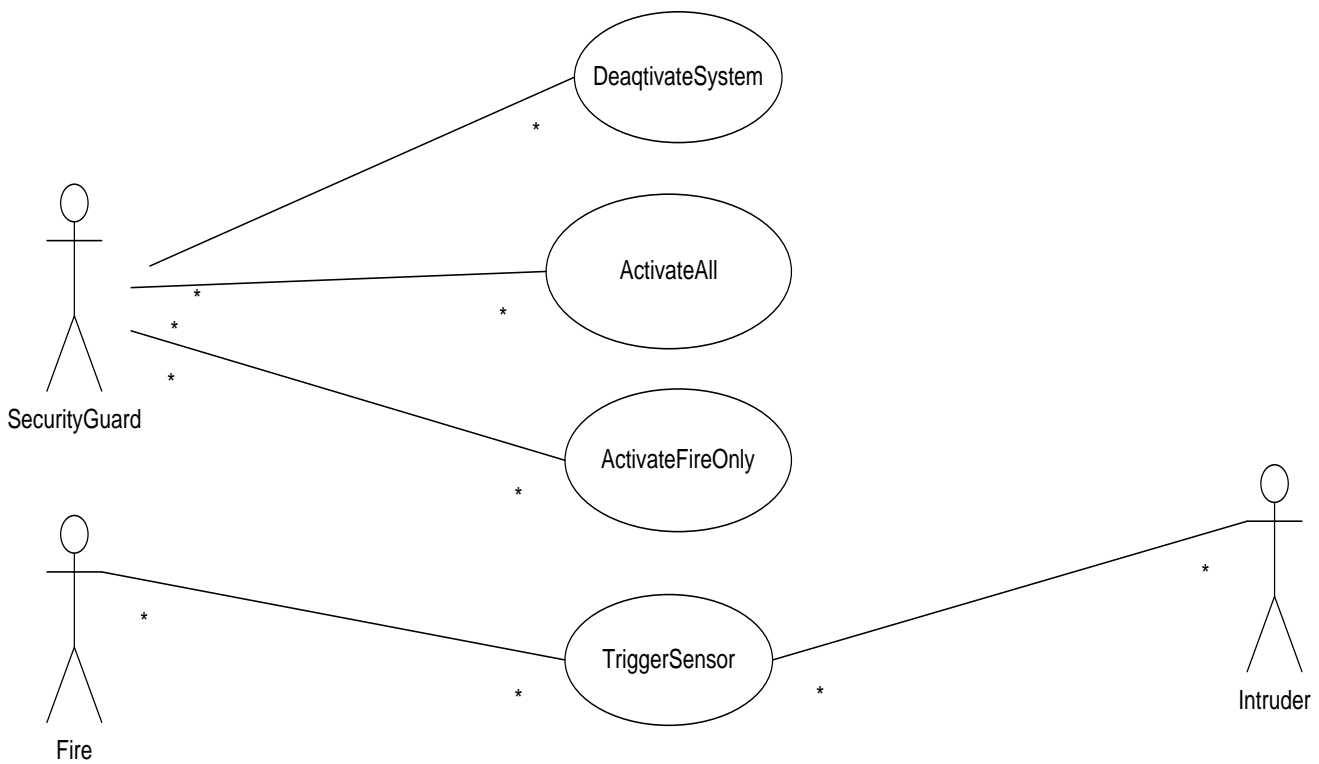 DeaqtivateSystem
*
ActivateAll
*
*
*
*
SecurityGuard
ActivateFireOnly
*
*
*
TriggerSensor
*
*
Intruder
Fire